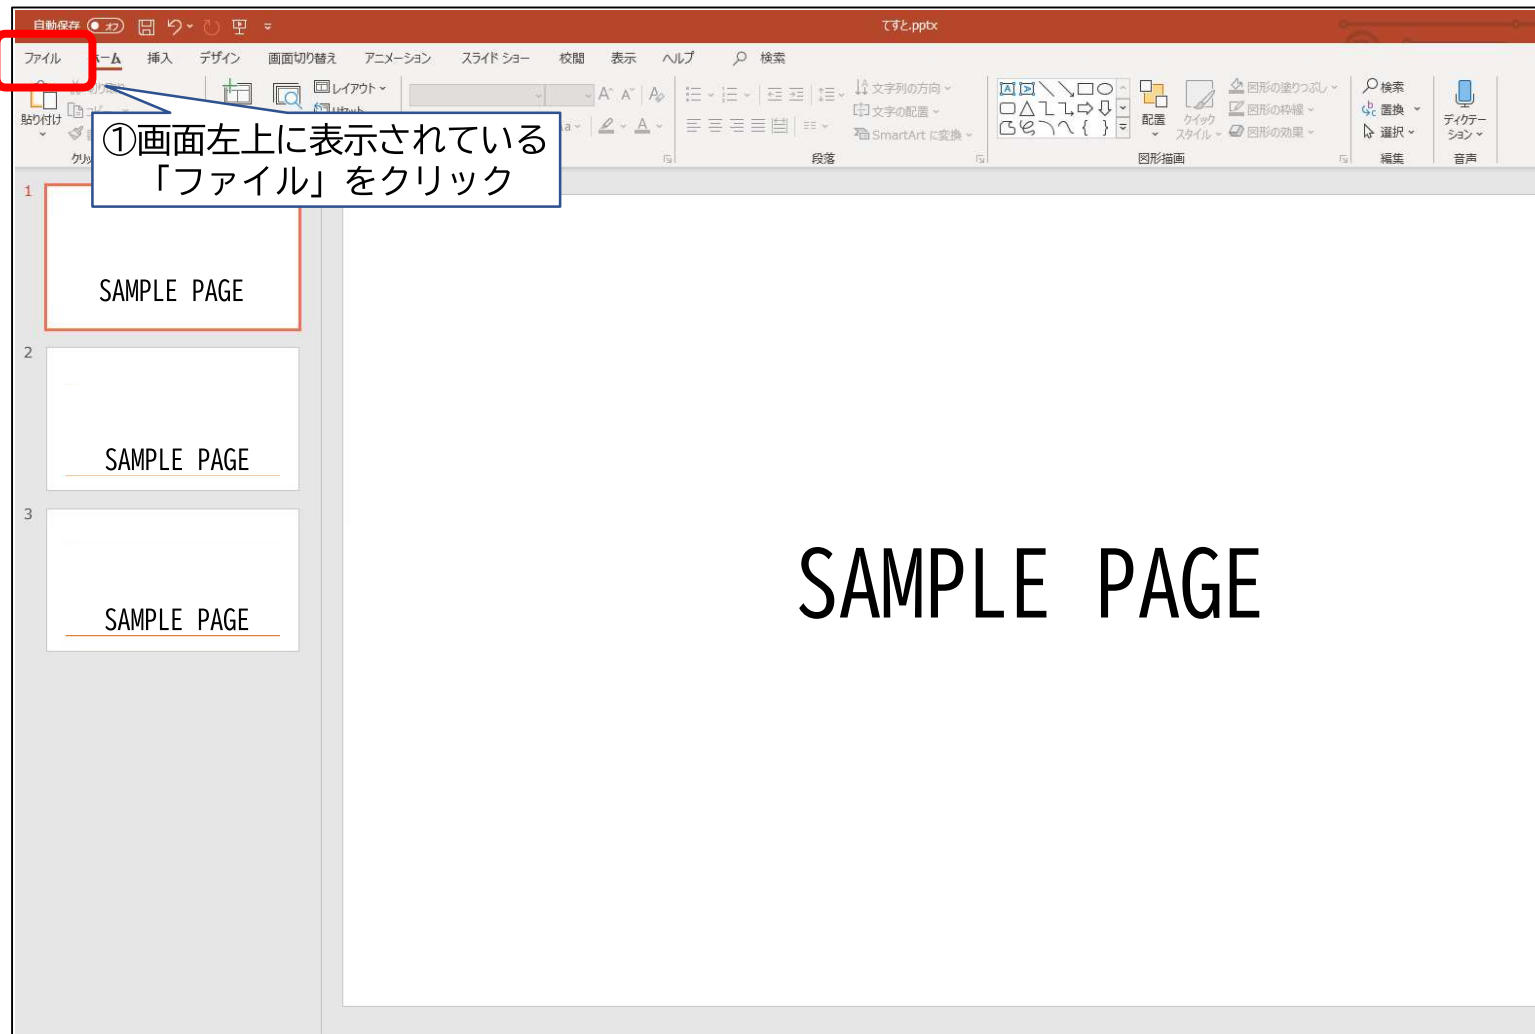 自動保存 オフ
てすと.pptx
ファイル ホーム 挿入 デザイン 画面切り替え アニメーション スライド ショー 校閲 表示 ヘルプ 検索
貼り付け
レイアウト
文字列の方向
文字の配置
SmartArt に変換
段落
配置
クイック
スタイル
図形の塗りつぶし
図形の枠線
図形の効果
図形描画
検索
置換
選択
編集
ディクテー
ション
音声
①画面左上に表示されている
「ファイル」をクリック
1
SAMPLE PAGE
2
SAMPLE PAGE
3
SAMPLE PAGE
SAMPLE PAGE